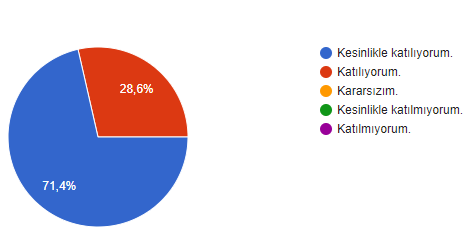 Kesinlikle katılıyorum.
Katılıyorum.
Kararsızım.
Kesinlikle katılmıyorum.
Katılmıyorum.
28,6%
71,4%